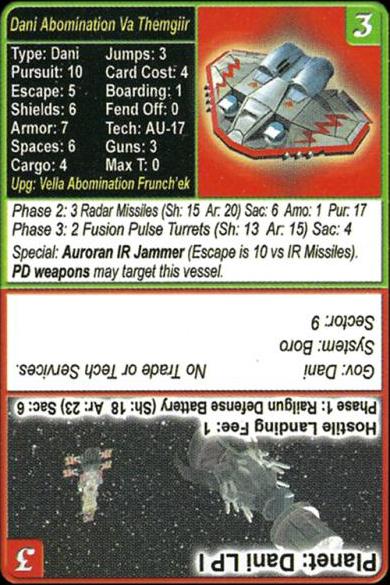 Dani Abomination Va Themgiir
3
Type: Dani Jumps: 3
Pursuit: 10 Card Cost: 4
Escape: 5 Boarding: 1
Shields: 6 Fend Off: 0
Armor: 7 Tech: AU-17
Spaces: 6 Guns: 3
Cargo: 4 Max T: 0
Upg: Vella Abomination Frunch'ek
Phase 2: 3 Radar Missiles (Sh: 15 Ar: 20) Sac: 6 Amo: 1 Pur: 17
Phase 3: 2 Fusion Pulse Turrets (Sh: 13 Ar: 15) Sac: 4
Special: Auroran IR Jammer (Escape is 10 vs IR Missiles).
PD weapons may target this vessel.
Planet: Dani LP I
3
Hostile Landing Fee: 1
Phase 1: Railgun Defense Battery (Sh: 18 Ar: 23) Sac: 6
Gov: Dani No Trade or Tech Services.
System: Boro
Sector: 9